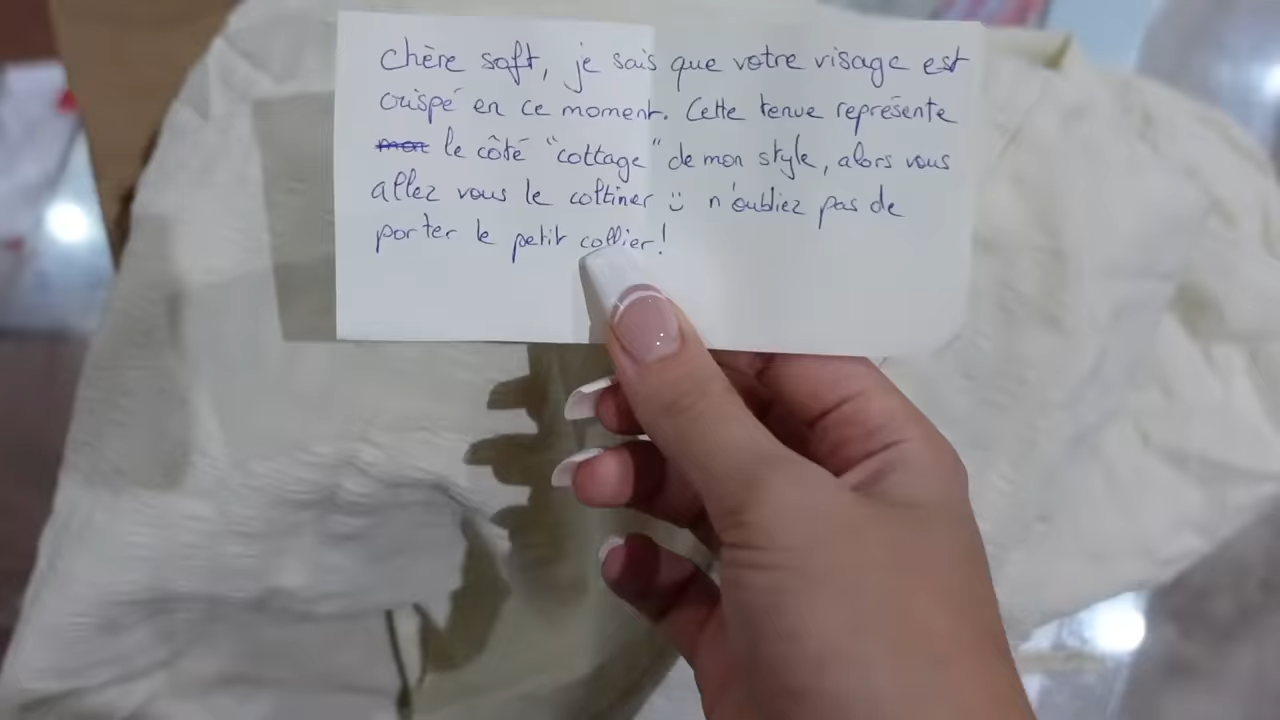 Chère soft, je sais que votre visage est
crispé en ce moment. Cette tenue représente
mon le côté "cottage" de mon style, alors vous
allez vous le coltiner :) n'oubliez pas de
porter le petit collier!